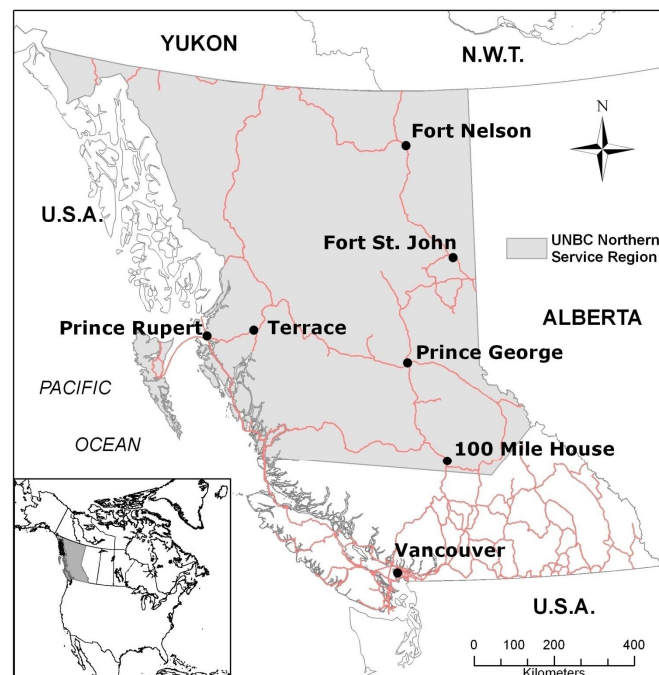 YUKON
N.W.T.
N
Fort Nelson
U.S.A.
Fort St. John
UNBC Northern
Service Region
ALBERTA
Prince Rupert
Terrace
Prince George
PACIFIC
OCEAN
100 Mile House
Vancouver
U.S.A.
0 100 200 400
Kilometers